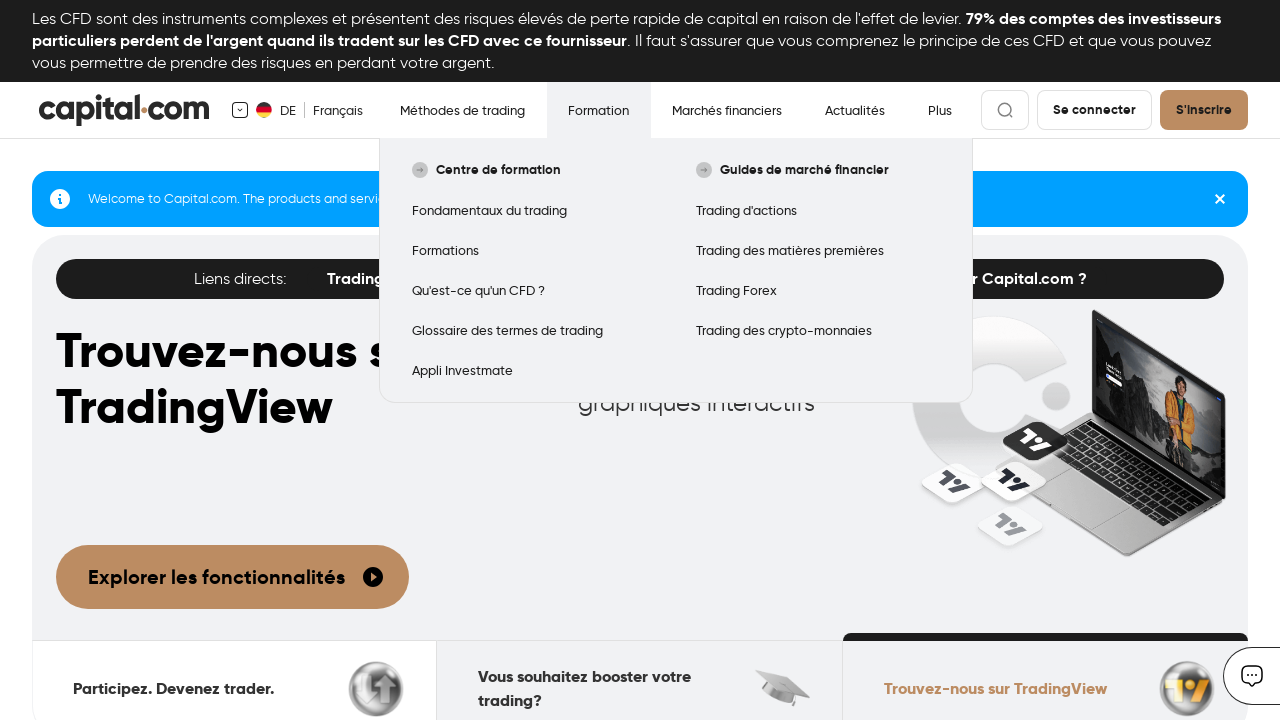 Les CFD sont des instruments complexes et présentent des risques élevés de perte rapide de capital en raison de l'effet de levier. 79% des comptes des investisseurs
particuliers perdent de l'argent quand ils tradent sur les CFD avec ce fournisseur. Il faut s'assurer que vous comprenez le principe de ces CFD et que vous pouvez
vous permettre de prendre des risques en perdant votre argent.
capital.com DE Français Méthodes de trading Formation Marchés financiers Actualités Plus Se connecter S'inscrire
Centre de formation
Fondamentaux du trading
Formations
Qu'est-ce qu'un CFD ?
Glossaire des termes de trading
Appli Investmate
Guides de marché financier
Trading d'actions
Trading des matières premières
Trading Forex
Trading des crypto-monnaies
Welcome to Capital.com. The products and
Liens directs: Trading Capital.com ?
Trouvez-nous
TradingView
graphiques interactifs
Explorer les fonctionnalités
Participez. Devenez trader.
Vous souhaitez booster votre
trading?
Trouvez-nous sur TradingView